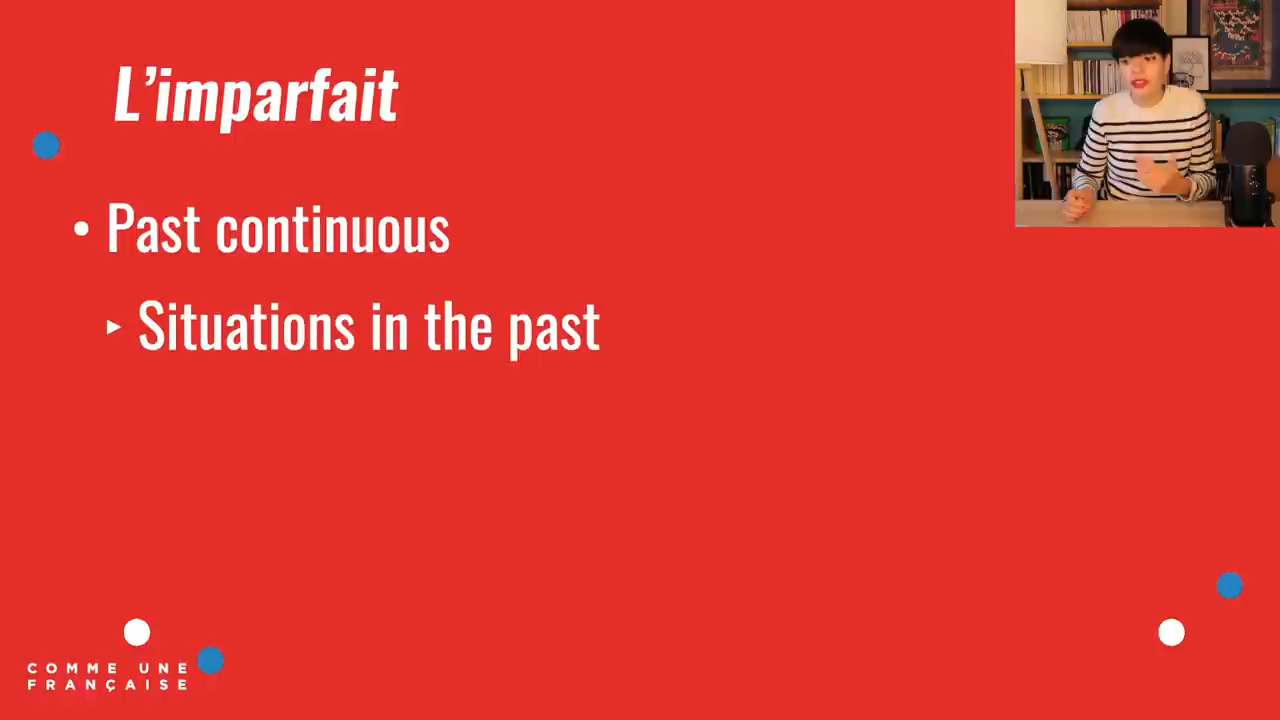 L'imparfait
• Past continuous
▸ Situations in the past
COMME UNE
FRANÇAISE